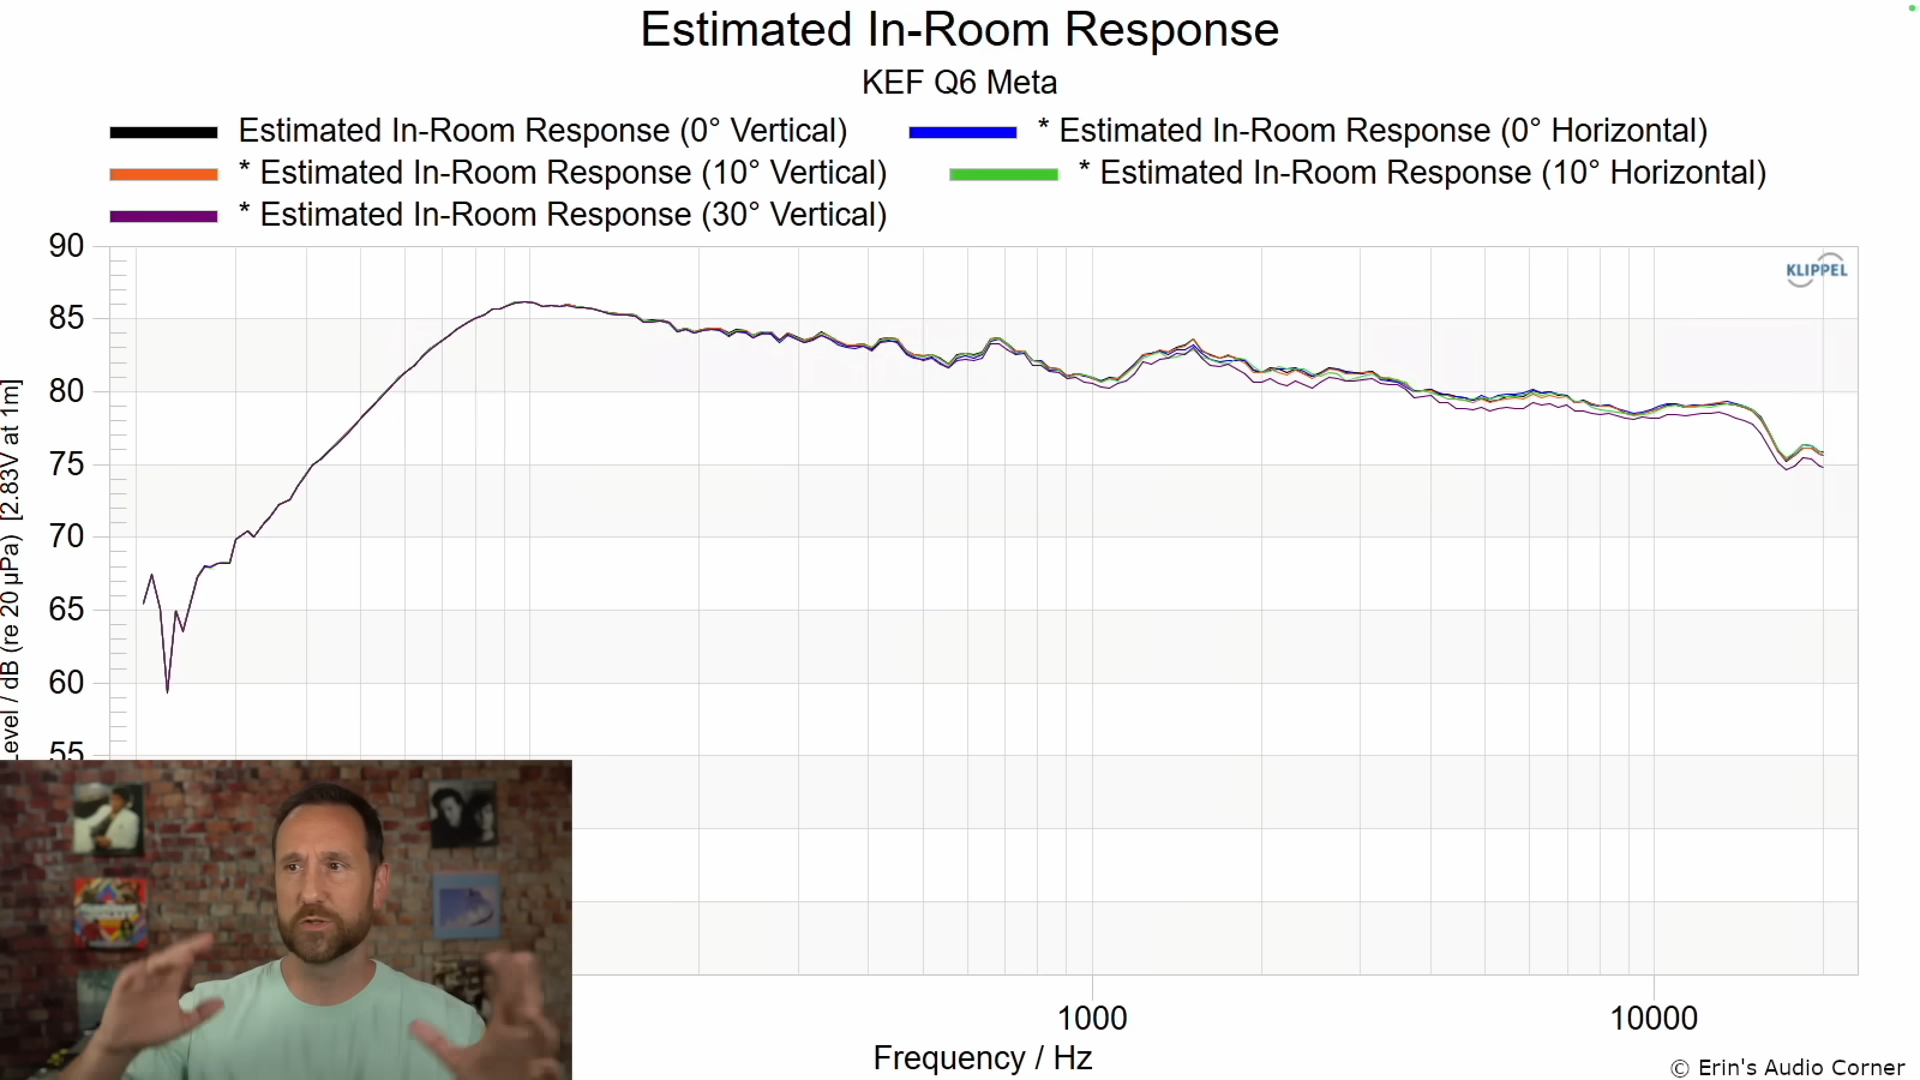 Estimated In-Room Response
KEF Q6 Meta
Estimated In-Room Response (0° Vertical)
* Estimated In-Room Response (0° Horizontal)
* Estimated In-Room Response (10° Vertical)
* Estimated In-Room Response (10° Horizontal)
* Estimated In-Room Response (30° Vertical)
KLIPPEL
90
85
80
75
70
65
60
55
Level / dB (re 20 µPa) [2.83V at 1m]
1000
10000
Frequency / Hz
© Erin's Audio Corner